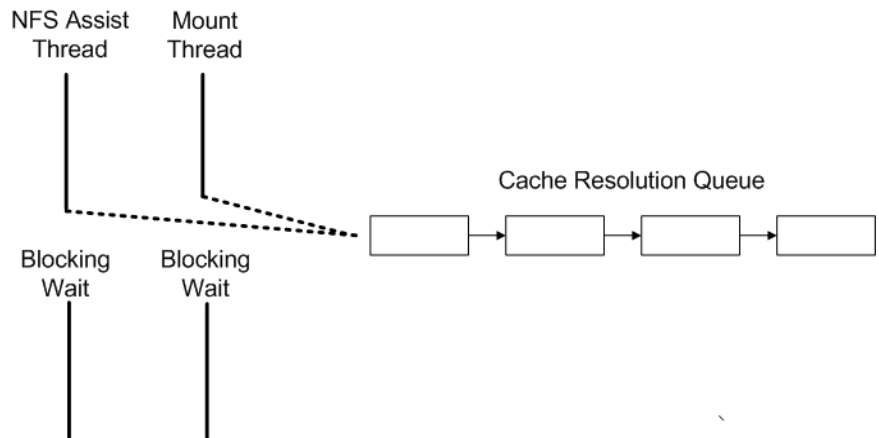 NFS Assist
Thread
Mount
Thread
Cache Resolution Queue
Blocking
Wait
Blocking
Wait